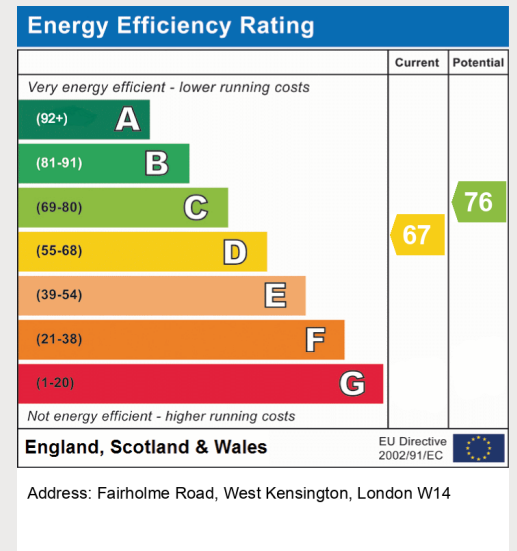 Energy Efficiency Rating
Current Potential
Very energy efficient - lower running costs
(92+) A
(81-91) B
(69-80) C
76
(55-68) D
67
(39-54) E
(21-38) F
(1-20) G
Not energy efficient - higher running costs
England, Scotland & Wales
EU Directive
2002/91/EC
Address: Fairholme Road, West Kensington, London W14